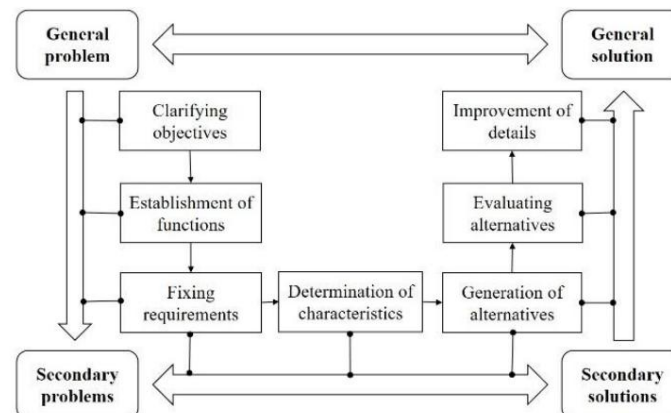 General
problem
General
solution
Clarifying
objectives
Improvement of
details
Establishment of
functions
Evaluating
alternatives
Fixing
requirements
Determination of
characteristics
Generation of
alternatives
Secondary
problems
Secondary
solutions